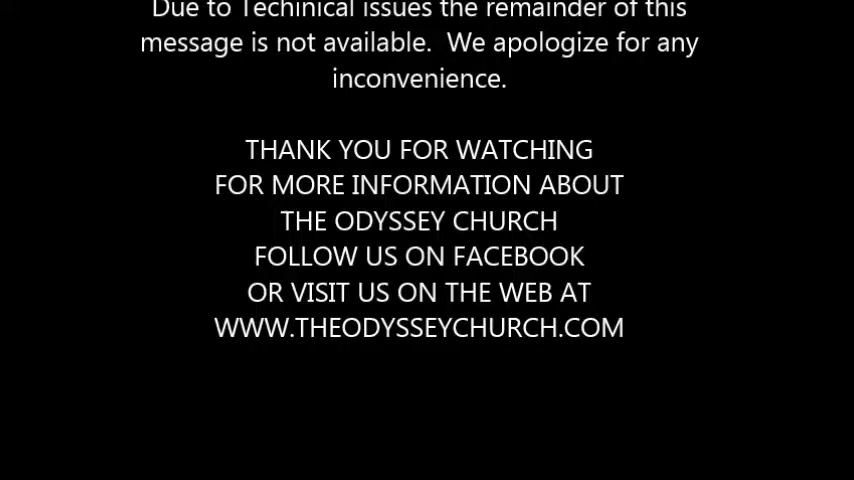 Due to Techinical issues the remainder of this
message is not available. We apologize for any
inconvenience.
THANK YOU FOR WATCHING
FOR MORE INFORMATION ABOUT
THE ODYSSEY CHURCH
FOLLOW US ON FACEBOOK
OR VISIT US ON THE WEB AT
WWW.THEODYSSEYCHURCH.COM